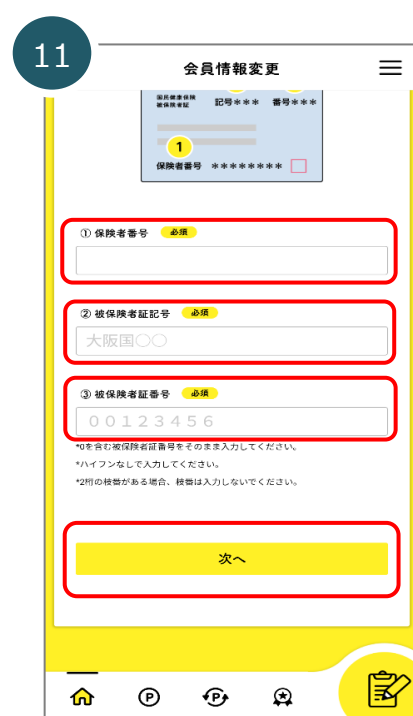 11
会員情報変更
国民健康保険
被保険者証
記号＊＊＊ 番号＊＊＊
1
保険者番号 ＊＊＊＊＊＊＊＊
① 保険者番号 必須
② 被保険者証記号 必須
大阪国〇〇
③ 被保険者証番号 必須
００１２３４５６
*0を含む被保険者証番号をそのまま入力してください。
*ハイフンなしで入力してください。
*2桁の枝番がある場合、枝番は入力しないでください。
次へ
P
P